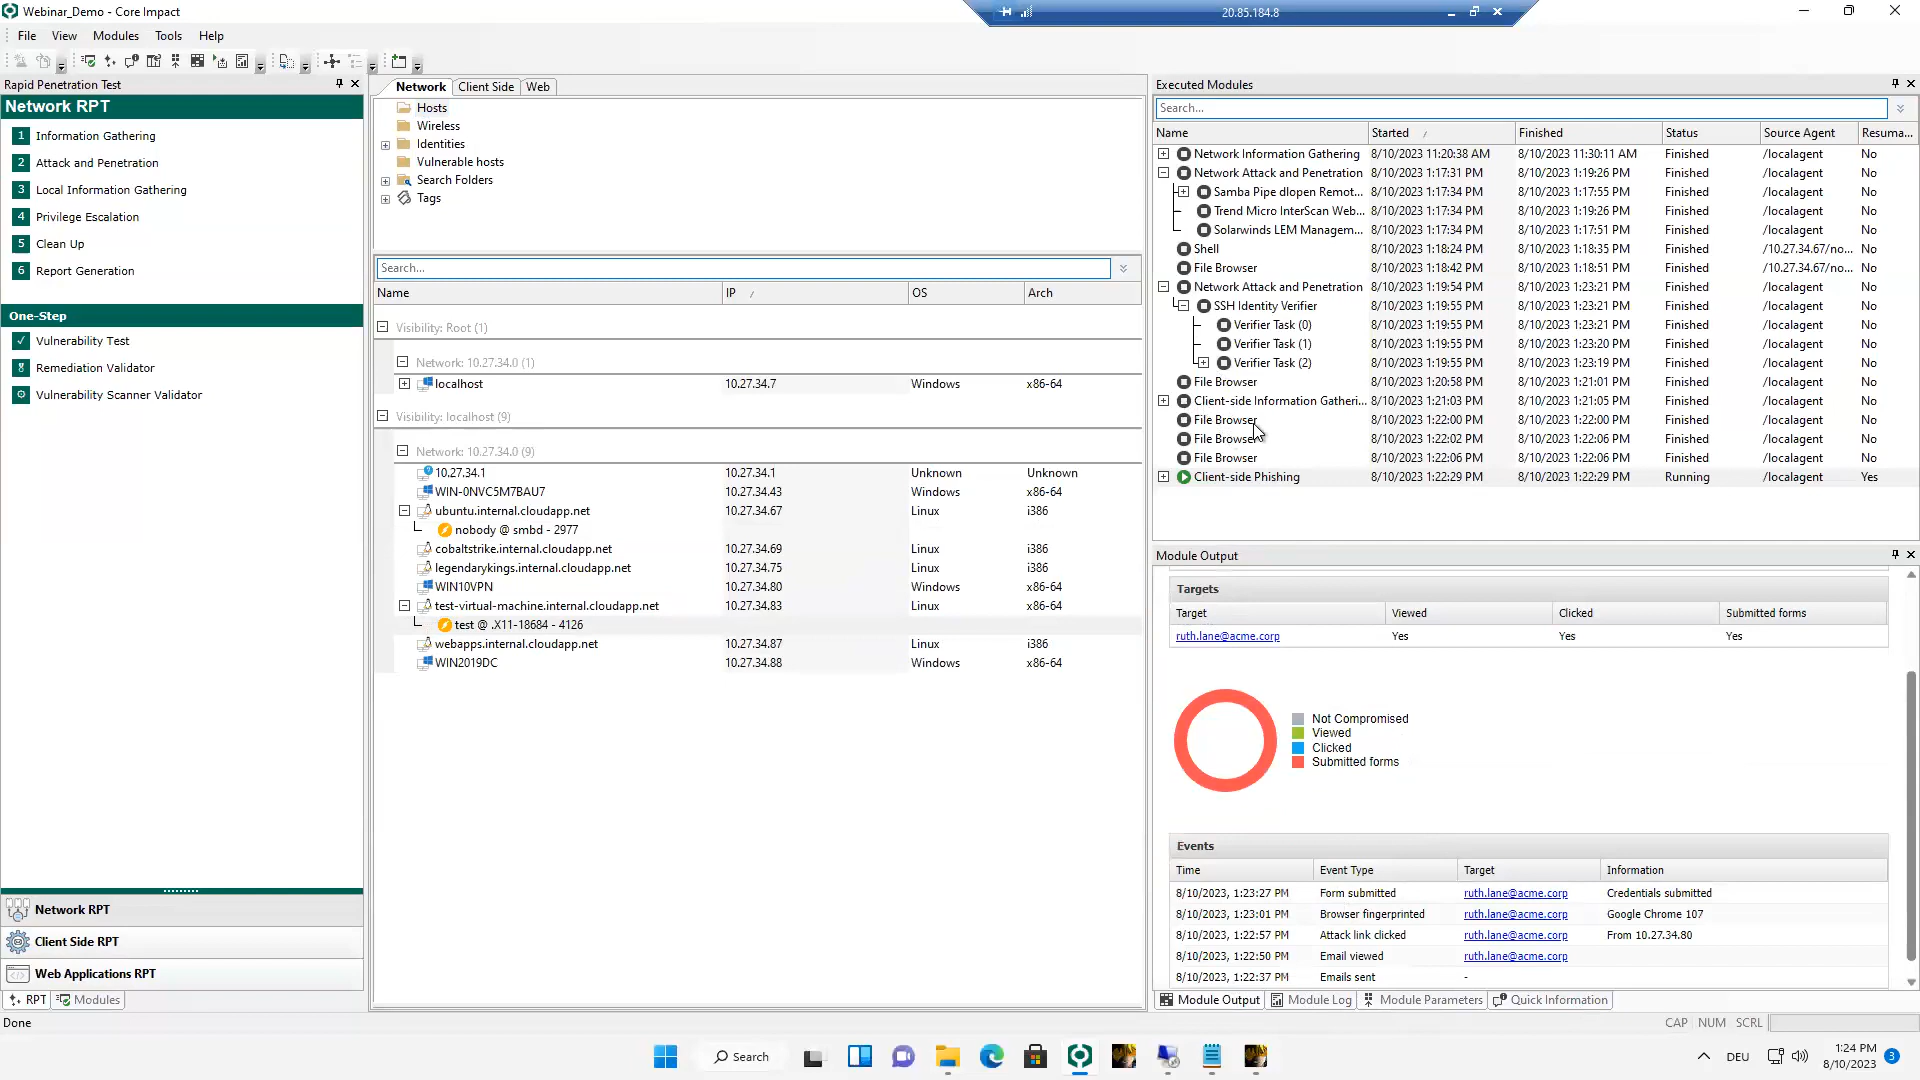 Webinar_Demo - Core Impact
20.85.184.8
File View Modules Tools Help
Rapid Penetration Test
Network RPT
1 Information Gathering
2 Attack and Penetration
3 Local Information Gathering
4 Privilege Escalation
5 Clean Up
6 Report Generation
One-Step
Vulnerability Test
Remediation Validator
Vulnerability Scanner Validator
Network RPT
Client Side RPT
Web Applications RPT
RPT Modules
Done
Network Client Side Web
Hosts
Wireless
Identities
Vulnerable hosts
Search Folders
Tags
Search...
Name IP OS Arch
Visibility: Root (1)
Network: 10.27.34.0 (1)
localhost 10.27.34.7 Windows x86-64
Visibility: localhost (9)
Network: 10.27.34.0 (9)
10.27.34.1 10.27.34.1 Unknown Unknown
WIN-0NVC5M7BAU7 10.27.34.43 Windows x86-64
ubuntu.internal.cloudapp.net 10.27.34.67 Linux i386
nobody @ smbd - 2977
cobaltstrike.internal.cloudapp.net 10.27.34.69 Linux i386
legendarykings.internal.cloudapp.net 10.27.34.75 Linux i386
WIN10VPN 10.27.34.80 Windows x86-64
test-virtual-machine.internal.cloudapp.net 10.27.34.83 Linux x86-64
test @ .X11-18684 - 4126
webapps.internal.cloudapp.net 10.27.34.87 Linux i386
WIN2019DC 10.27.34.88 Windows x86-64
Executed Modules
Search...
Name Started Finished Status Source Agent Resuma...
Network Information Gathering 8/10/2023 11:20:38 AM 8/10/2023 11:30:11 AM Finished /localagent No
Network Attack and Penetration 8/10/2023 1:17:31 PM 8/10/2023 1:19:26 PM Finished /localagent No
Samba Pipe dlopen Remot... 8/10/2023 1:17:34 PM 8/10/2023 1:17:55 PM Finished /localagent No
Trend Micro InterScan Web... 8/10/2023 1:17:34 PM 8/10/2023 1:19:26 PM Finished /localagent No
Solarwinds LEM Managem... 8/10/2023 1:17:34 PM 8/10/2023 1:17:51 PM Finished /localagent No
Shell 8/10/2023 1:18:24 PM 8/10/2023 1:18:35 PM Finished /10.27.34.67/no... No
File Browser 8/10/2023 1:18:42 PM 8/10/2023 1:18:51 PM Finished /10.27.34.67/no... No
Network Attack and Penetration 8/10/2023 1:19:54 PM 8/10/2023 1:23:21 PM Finished /localagent No
SSH Identity Verifier 8/10/2023 1:19:55 PM 8/10/2023 1:23:21 PM Finished /localagent No
Verifier Task (0) 8/10/2023 1:19:55 PM 8/10/2023 1:23:21 PM Finished /localagent No
Verifier Task (1) 8/10/2023 1:19:55 PM 8/10/2023 1:23:20 PM Finished /localagent No
Verifier Task (2) 8/10/2023 1:19:55 PM 8/10/2023 1:23:19 PM Finished /localagent No
File Browser 8/10/2023 1:20:58 PM 8/10/2023 1:21:01 PM Finished /localagent No
Client-side Information Gatheri... 8/10/2023 1:21:03 PM 8/10/2023 1:21:05 PM Finished /localagent No
File Browser 8/10/2023 1:22:00 PM 8/10/2023 1:22:00 PM Finished /localagent No
File Browser 8/10/2023 1:22:02 PM 8/10/2023 1:22:06 PM Finished /localagent No
File Browser 8/10/2023 1:22:06 PM 8/10/2023 1:22:06 PM Finished /localagent No
Client-side Phishing 8/10/2023 1:22:29 PM 8/10/2023 1:22:29 PM Running /localagent Yes
Module Output
Targets
Target Viewed Clicked Submitted forms
ruth.lane@acme.corp Yes Yes Yes
Not Compromised
Viewed
Clicked
Submitted forms
Events
Time Event Type Target Information
8/10/2023, 1:23:27 PM Form submitted ruth.lane@acme.corp Credentials submitted
8/10/2023, 1:23:01 PM Browser fingerprinted ruth.lane@acme.corp Google Chrome 107
8/10/2023, 1:22:57 PM Attack link clicked ruth.lane@acme.corp From 10.27.34.80
8/10/2023, 1:22:50 PM Email viewed ruth.lane@acme.corp
8/10/2023, 1:22:37 PM Emails sent -
Module Output Module Log Module Parameters Quick Information
CAP NUM SCRL
Search
DEU
1:24 PM
8/10/2023
3